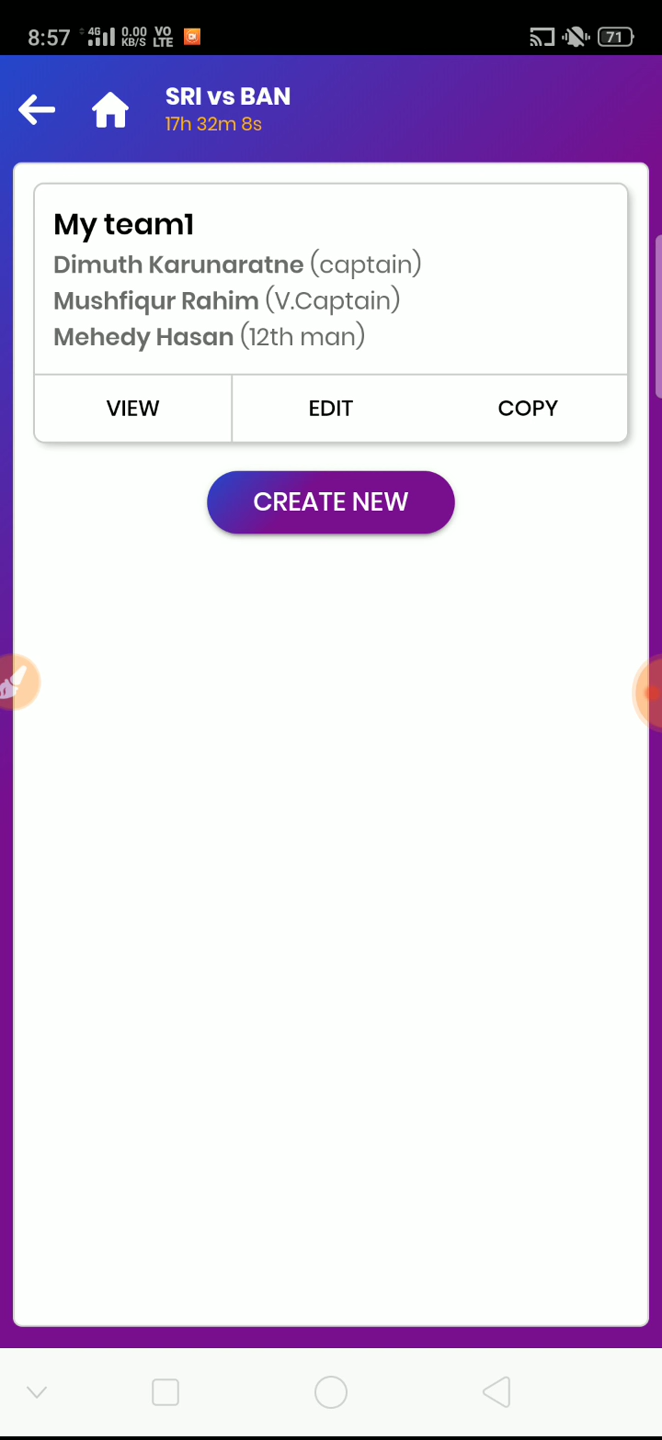 8:57 4G 0.00 KB/S VO LTE 71
SRI vs BAN
17h 32m 8s
My team1
Dimuth Karunaratne (captain)
Mushfiqur Rahim (V.Captain)
Mehedy Hasan (12th man)
VIEW EDIT COPY
CREATE NEW